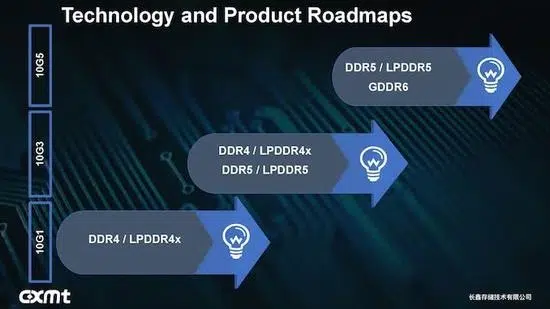 Technology and Product Roadmaps
10G5
DDR5 / LPDDR5
GDDR6
10G3
DDR4 / LPDDR4x
DDR5 / LPDDR5
10G1
DDR4 / LPDDR4x
cxmt
长鑫存储技术有限公司